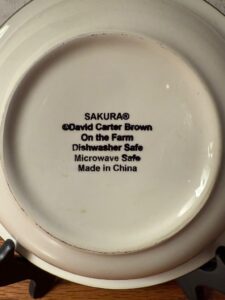 SAKURA®
©David Carter Brown
On the Farm
Dishwasher Safe
Microwave Safe
Made in China